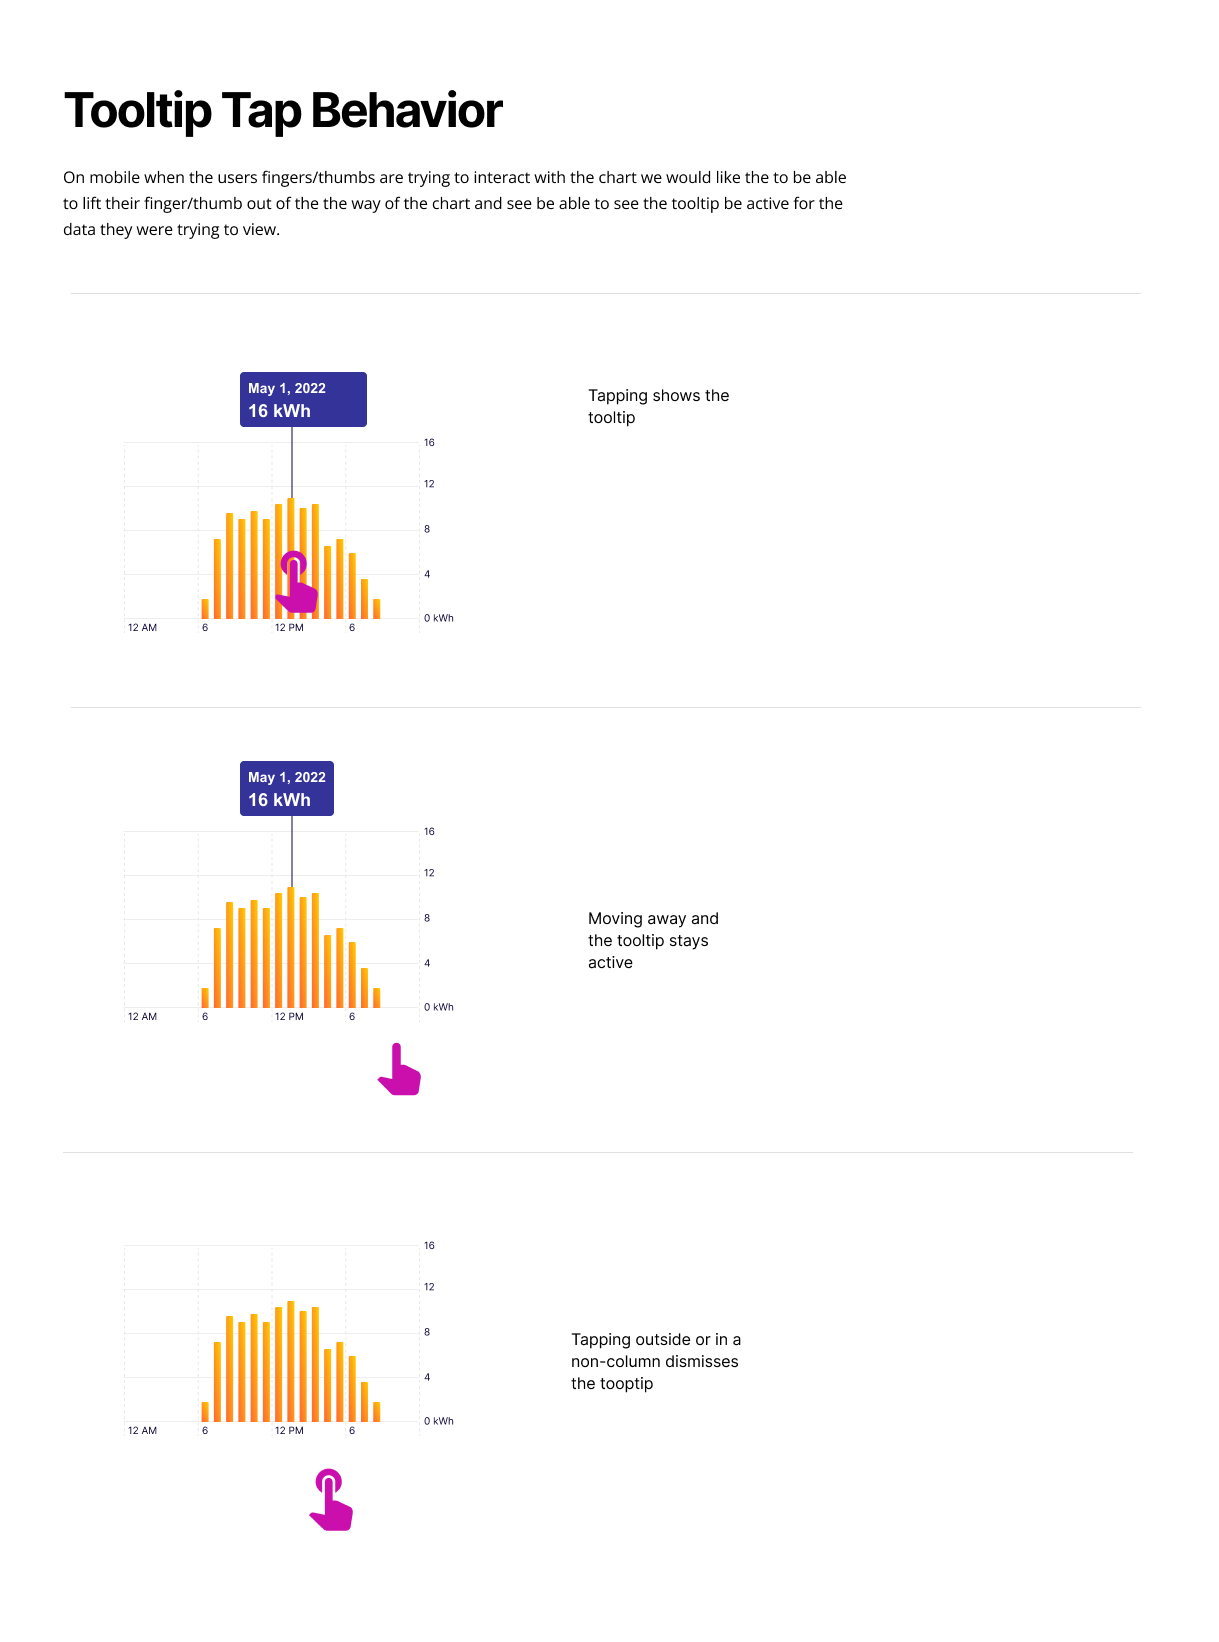 Tooltip Tap Behavior
On mobile when the users fingers/thumbs are trying to interact with the chart we would like the to be able
to lift their finger/thumb out of the the way of the chart and see be able to see the tooltip be active for the
data they were trying to view.
May 1, 2022
16 kWh
Tapping shows the
tooltip
16
12
8
4
0 kWh
12 AM 6 12 PM 6
May 1, 2022
16 kWh
16
12
8
4
0 kWh
12 AM 6 12 PM 6
Moving away and
the tooltip stays
active
16
12
8
4
0 kWh
12 AM 6 12 PM 6
Tapping outside or in a
non-column dismisses
the tooptip